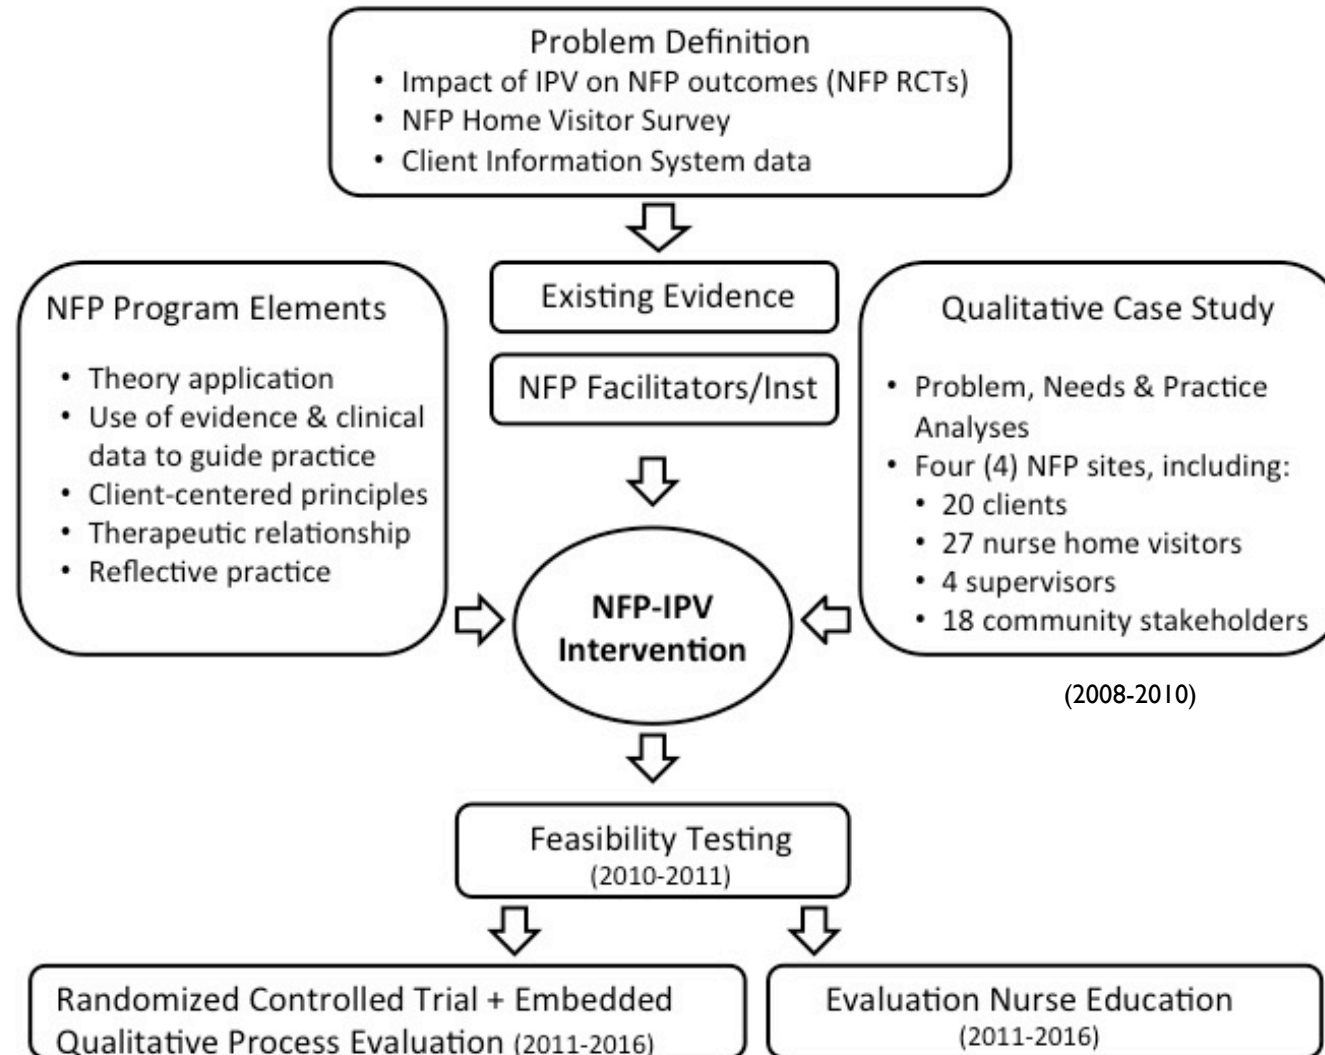 Problem Definition
• Impact of IPV on NFP outcomes (NFP RCTs)
• NFP Home Visitor Survey
• Client Information System data
NFP Program Elements
• Theory application
• Use of evidence & clinical
data to guide practice
• Client-centered principles
• Therapeutic relationship
• Reflective practice
Existing Evidence
NFP Facilitators/Inst
Qualitative Case Study
• Problem, Needs & Practice
Analyses
• Four (4) NFP sites, including:
• 20 clients
• 27 nurse home visitors
• 4 supervisors
• 18 community stakeholders
(2008-2010)
NFP-IPV
Intervention
Feasibility Testing
(2010-2011)
Randomized Controlled Trial + Embedded
Qualitative Process Evaluation (2011-2016)
Evaluation Nurse Education
(2011-2016)